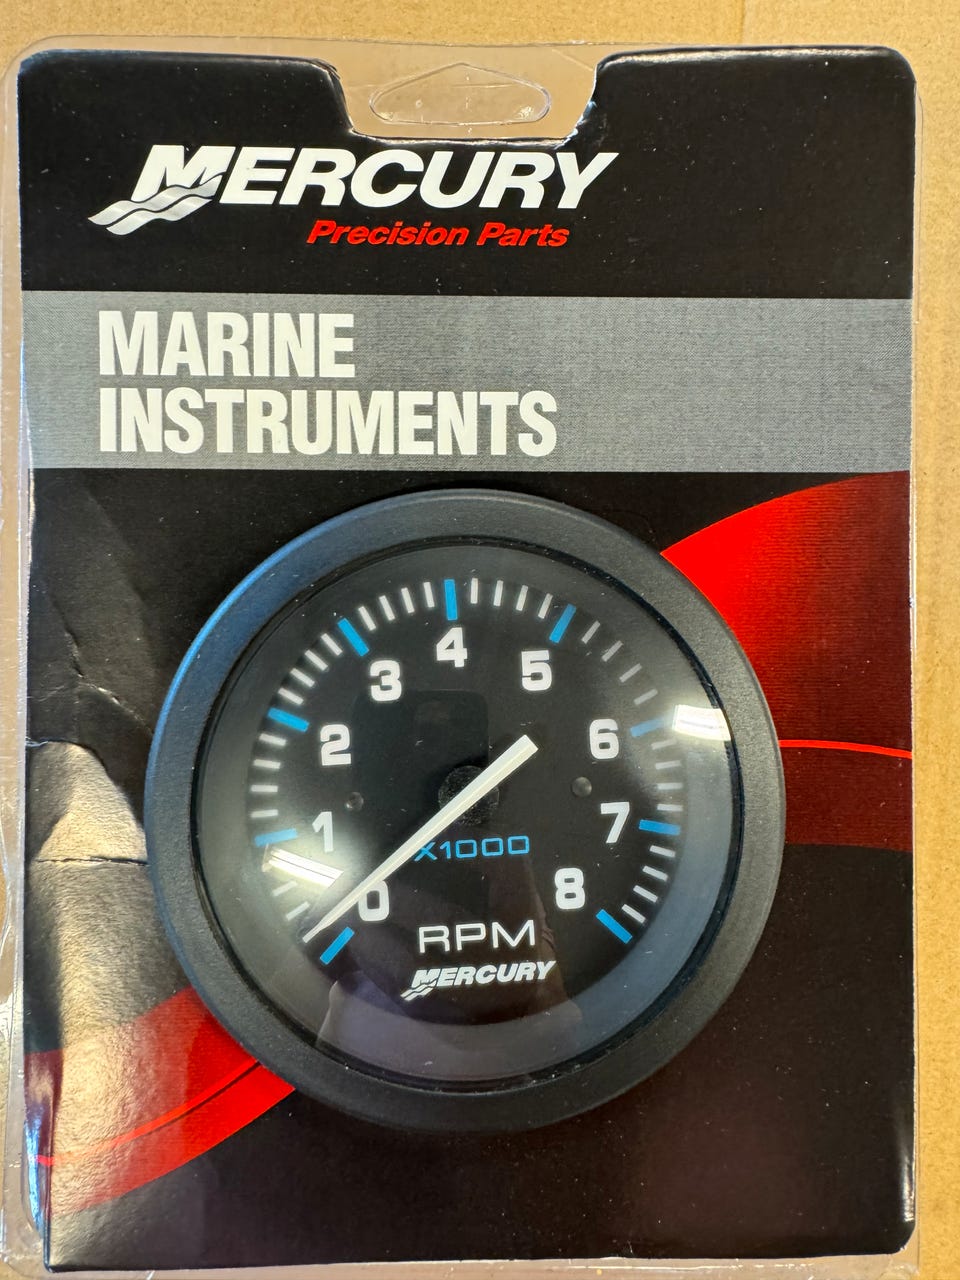 MERCURY
Precision Parts
MARINE
INSTRUMENTS
0
1
2
3
4
5
6
7
8
X1000
RPM
MERCURY